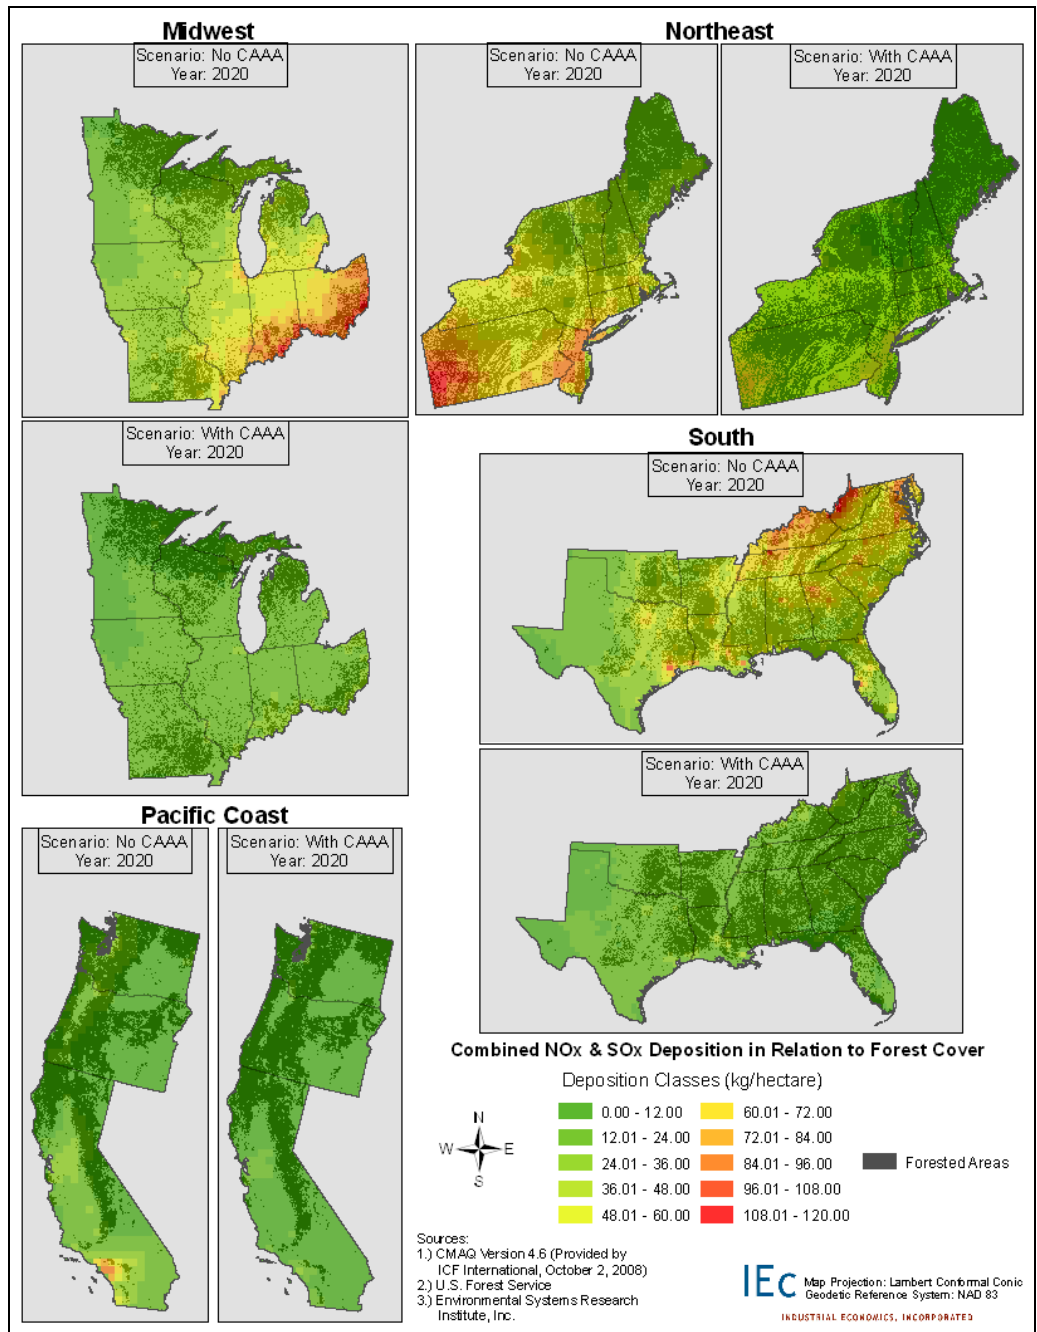 Midwest
Scenario: No CAAA
Year: 2020
Northeast
Scenario: No CAAA
Year: 2020
Scenario: With CAAA
Year: 2020
Scenario: With CAAA
Year: 2020
South
Scenario: No CAAA
Year: 2020
Scenario: With CAAA
Year: 2020
Pacific Coast
Scenario: No CAAA
Year: 2020
Scenario: With CAAA
Year: 2020
Combined NOx & SOx Deposition in Relation to Forest Cover
Deposition Classes (kg/hectare)
N
W E
S
0.00 - 12.00
12.01 - 24.00
24.01 - 36.00
36.01 - 48.00
48.01 - 60.00
60.01 - 72.00
72.01 - 84.00
84.01 - 96.00
96.01 - 108.00
108.01 - 120.00
Forested Areas
Sources:
1.) CMAQ Version 4.6 (Provided by
ICF International, October 2, 2008)
2.) U.S. Forest Service
3.) Environmental Systems Research
Institute, Inc.
IEc
Map Projection: Lambert Conformal Conic
Geodetic Reference System: NAD 83
INDUSTRIAL ECONOMICS, INCORPORATED